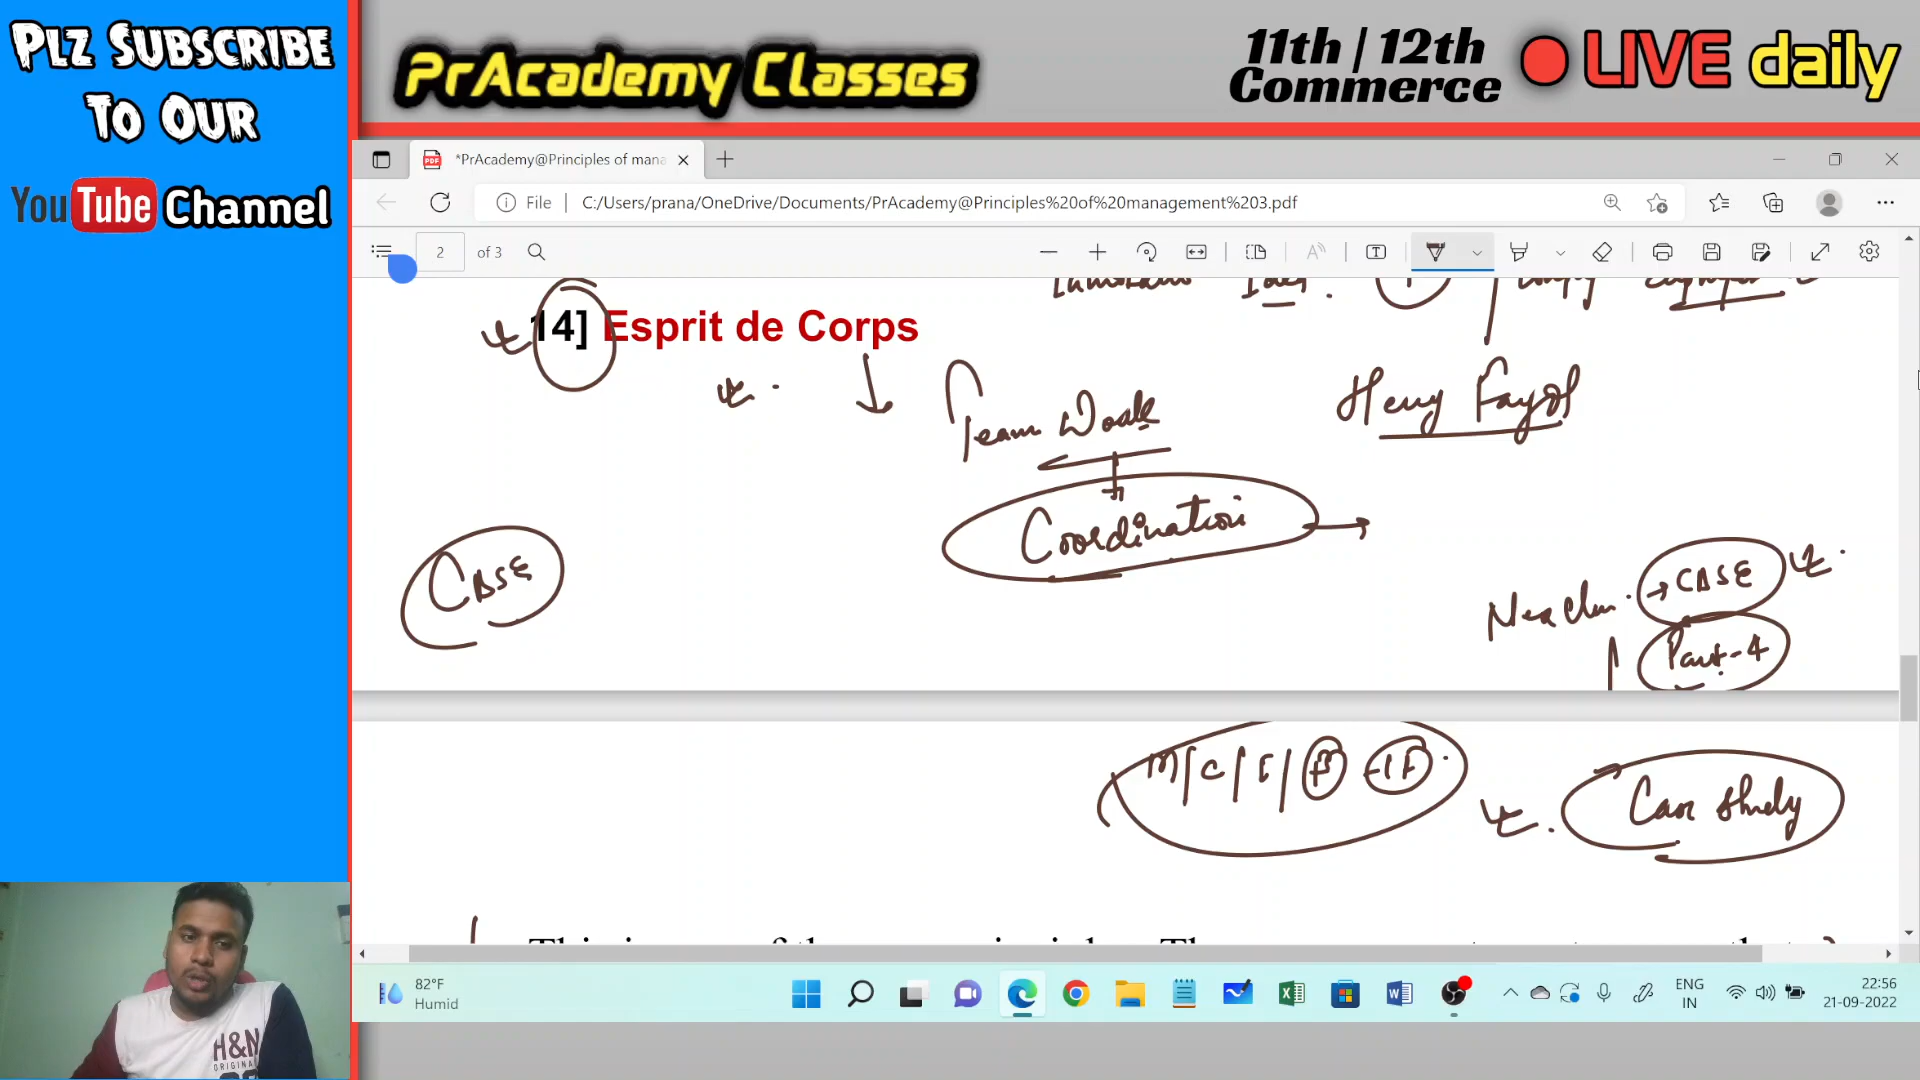 PLZ SUBSCRIBE
TO OUR
YouTube Channel
PrAcademy Classes
11th | 12th
Commerce
LIVE daily
*PrAcademy@Principles of mana
File
C:/Users/prana/OneDrive/Documents/PrAcademy@Principles%20of%20management%203.pdf
2 of 3
14] Esprit de Corps
Team Work
Henry Fayol
Coordination
CBSE
→ CBSE
Part-4
M/C/E/
Case Study
82°F
Humid
H&M
ENG
IN
22:56
21-09-2022